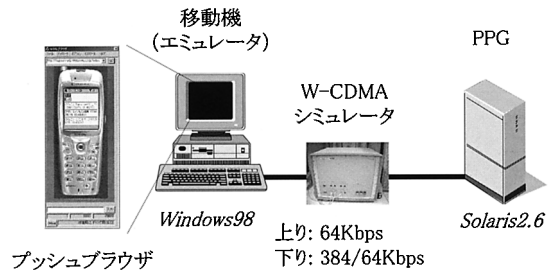 移動機
(エミュレータ)
PPG
W-CDMA
シミュレータ
Windows98
Solaris2.6
上り: 64Kbps
下り: 384/64Kbps
プッシュブラウザ